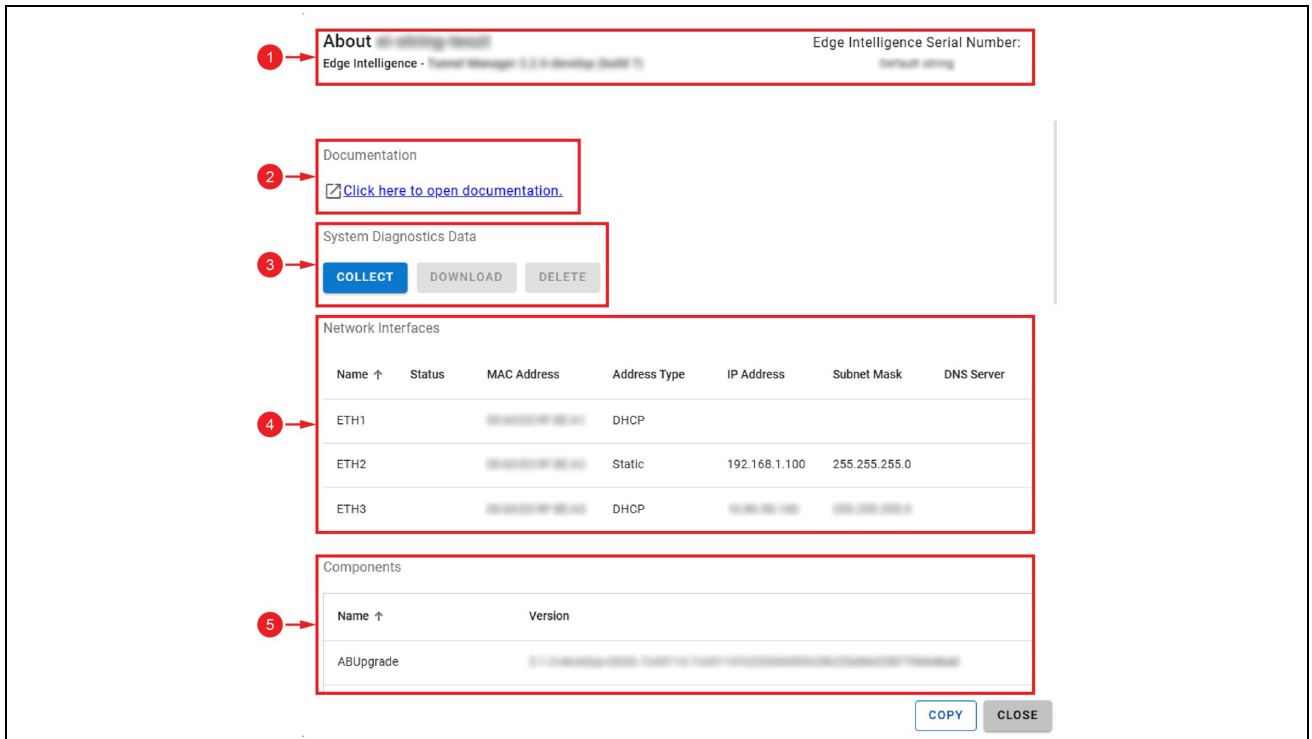 About
Edge Intelligence Serial Number:
1
Edge Intelligence -
Documentation
2
Click here to open documentation.
System Diagnostics Data
3
COLLECT DOWNLOAD DELETE
Network Interfaces
Name ↑ Status MAC Address Address Type IP Address Subnet Mask DNS Server
4
ETH1 DHCP
ETH2 Static 192.168.1.100 255.255.255.0
ETH3 DHCP
Components
5
Name ↑ Version
ABUpgrade
COPY CLOSE